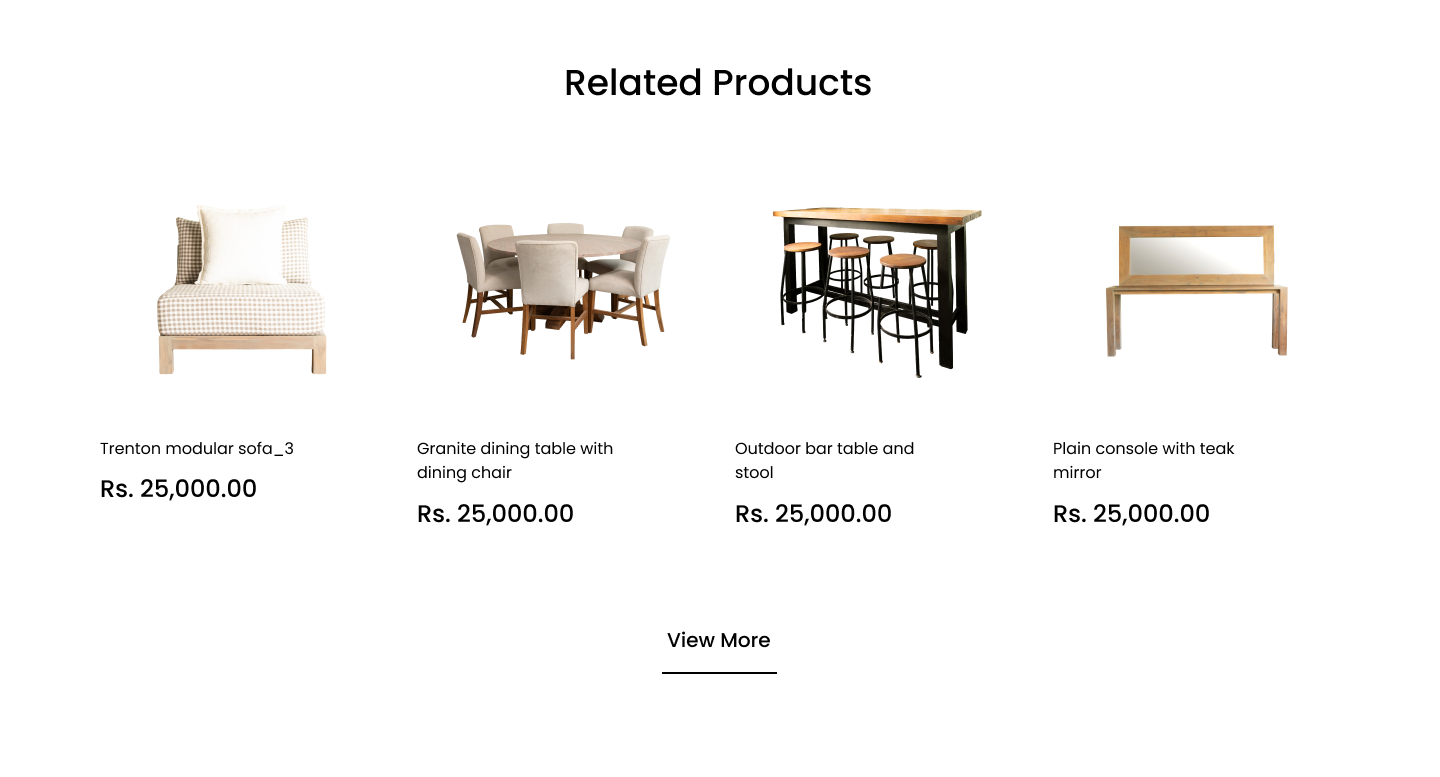 Related Products
Trenton modular sofa_3
Rs. 25,000.00
Granite dining table with
dining chair
Rs. 25,000.00
Outdoor bar table and
stool
Rs. 25,000.00
Plain console with teak
mirror
Rs. 25,000.00
View More